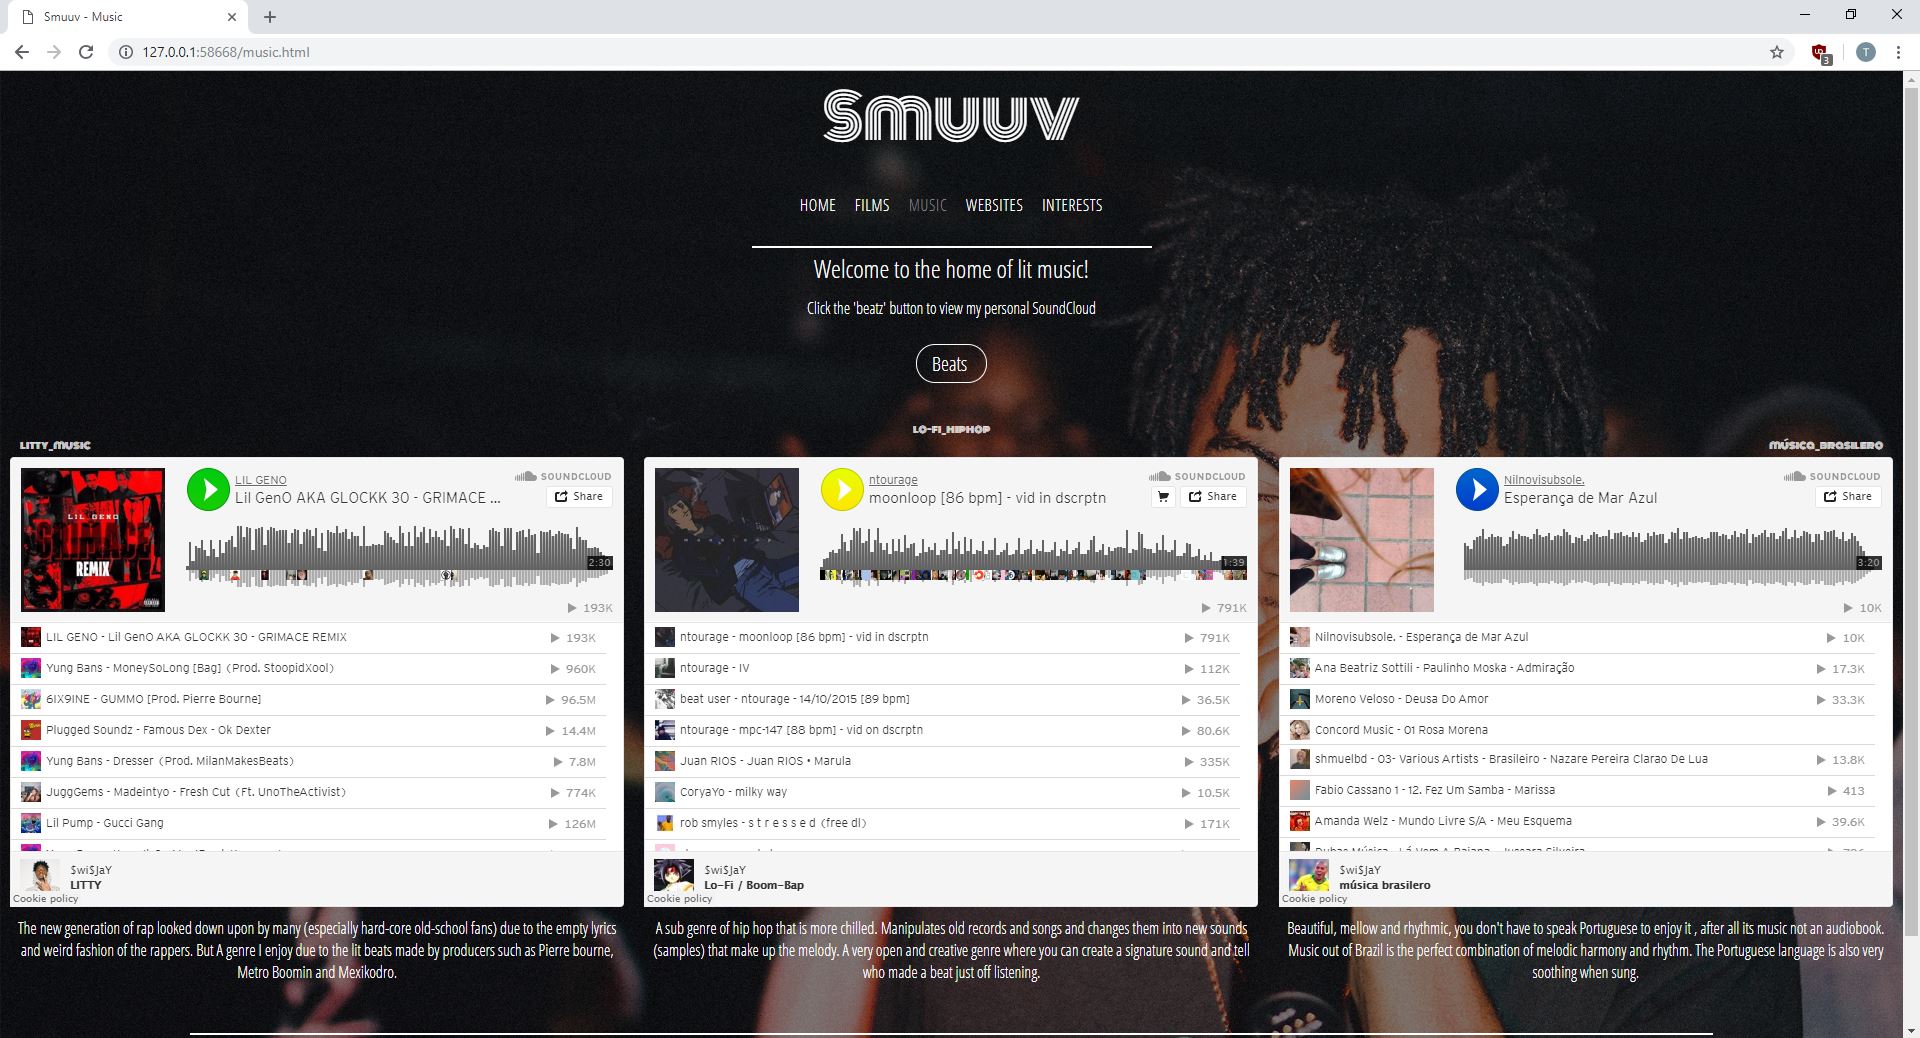 Smuuv - Music
127.0.0.1:58668/music.html
T
3
Smuuv
HOME FILMS MUSIC WEBSITES INTERESTS
Welcome to the home of lit music!
Click the 'beatz' button to view my personal SoundCloud
Beats
LITTY_MUSIC
LIL GENO
SOUNDCLOUD
Lil GenO AKA GLOCKK 30 - GRIMACE ...
Share
LIL GENO
GRIMACE
REMIX
2:30
193K
LIL GENO - Lil GenO AKA GLOCKK 30 - GRIMACE REMIX 193K
Yung Bans - MoneySoLong [Bag] (Prod. StoopidXool) 960K
6IX9INE - GUMMO [Prod. Pierre Bourne] 96.5M
Plugged Soundz - Famous Dex - Ok Dexter 14.4M
Yung Bans - Dresser (Prod. MilanMakesBeats) 7.8M
JuggGems - Madeintyo - Fresh Cut (Ft. UnoTheActivist) 774K
Lil Pump - Gucci Gang 126M
$wi$JaY
LITTY
Cookie policy
The new generation of rap looked down upon by many (especially hard-core old-school fans) due to the empty lyrics
and weird fashion of the rappers. But A genre I enjoy due to the lit beats made by producers such as Pierre bourne,
Metro Boomin and Mexikodro.
LO-FI_HIPHOP
ntourage
SOUNDCLOUD
moonloop [86 bpm] - vid in dscrptn
Share
1:39
791K
ntourage - moonloop [86 bpm] - vid in dscrptn 791K
ntourage - IV 112K
beat user - ntourage - 14/10/2015 [89 bpm] 36.5K
ntourage - mpc-147 [88 bpm] - vid on dscrptn 80.6K
Juan RIOS - Juan RIOS • Marula 335K
CoryaYo - milky way 10.5K
rob smyles - s t r e s s e d (free dl) 171K
$wi$JaY
Lo-Fi / Boom-Bap
Cookie policy
A sub genre of hip hop that is more chilled. Manipulates old records and songs and changes them into new sounds
(samples) that make up the melody. A very open and creative genre where you can create a signature sound and tell
who made a beat just off listening.
MÚSICA_BRASILERO
Nilnovisubsole.
SOUNDCLOUD
Esperança de Mar Azul
Share
3:20
10K
Nilnovisubsole. - Esperança de Mar Azul 10K
Ana Beatriz Sottili - Paulinho Moska - Admiração 17.3K
Moreno Veloso - Deusa Do Amor 33.3K
Concord Music - 01 Rosa Morena
shmuelbd - 03- Various Artists - Brasileiro - Nazare Pereira Clarao De Lua 13.8K
Fabio Cassano 1 - 12. Fez Um Samba - Marissa 413
Amanda Welz - Mundo Livre S/A - Meu Esquema 39.6K
$wi$JaY
música brasilero
Cookie policy
Beautiful, mellow and rhythmic, you don't have to speak Portuguese to enjoy it , after all its music not an audiobook.
Music out of Brazil is the perfect combination of melodic harmony and rhythm. The Portuguese language is also very
soothing when sung.